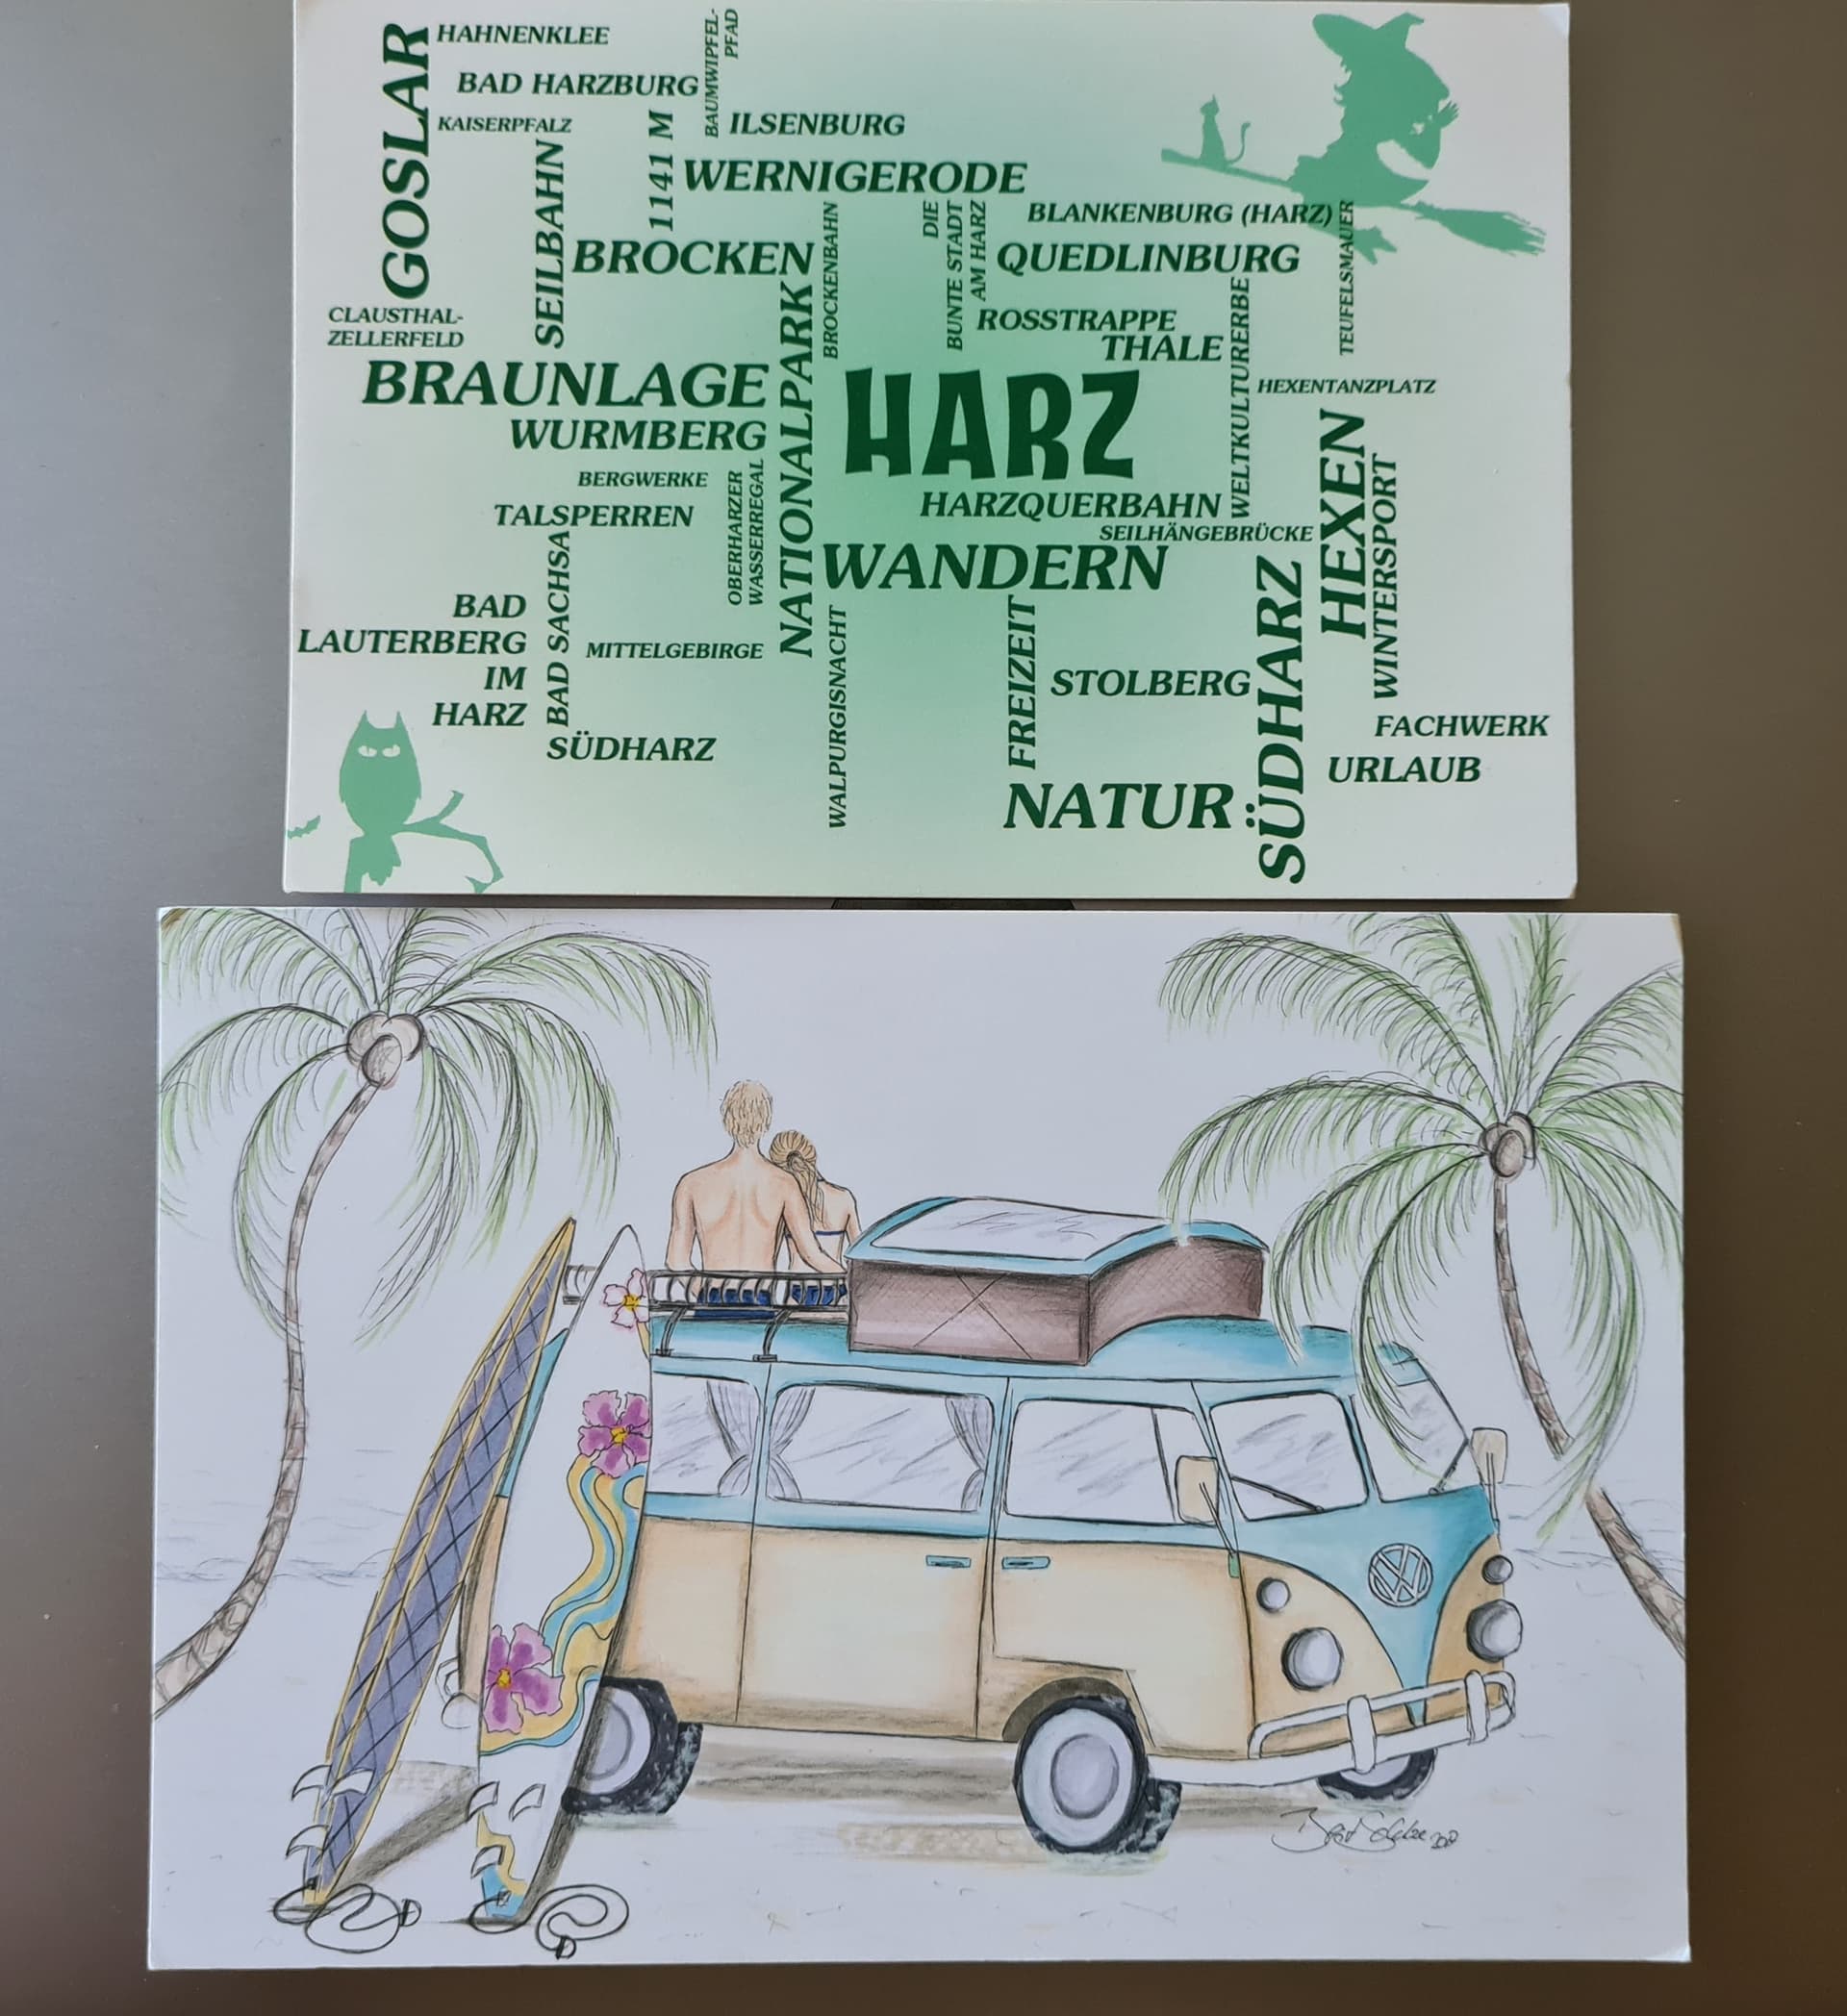 HAHNENKLEE
BAUMWIPFEL-
PFAD
GOSLAR
BAD HARZBURG
KAISERPFALZ
1141 M
ILSENBURG
SEILBAHN
WERNIGERODE
BLANKENBURG (HARZ)
TEUFELSMAUER
BROCKEN
BROCKENBAHN
DIE
BUNTE STADT
AM HARZ
QUEDLINBURG
CLAUSTHAL-
ZELLERFELD
ROSSTRAPPE
THALE
WELTKULTURERBE
BRAUNLAGE
NATIONALPARK
HARZ
HEXENTANZPLATZ
WURMBERG
HEXEN
BERGWERKE
OBERHARZER
WASSERREGAL
HARZQUERBAHN
WINTERSPORT
TALSPERREN
SEILHÄNGEBRÜCKE
BAD SACHSA
WANDERN
SÜDHARZ
BAD
LAUTERBERG
IM
HARZ
MITTELGEBIRGE
WALPURGISNACHT
FREIZEIT
STOLBERG
FACHWERK
SÜDHARZ
URLAUB
NATUR
VW